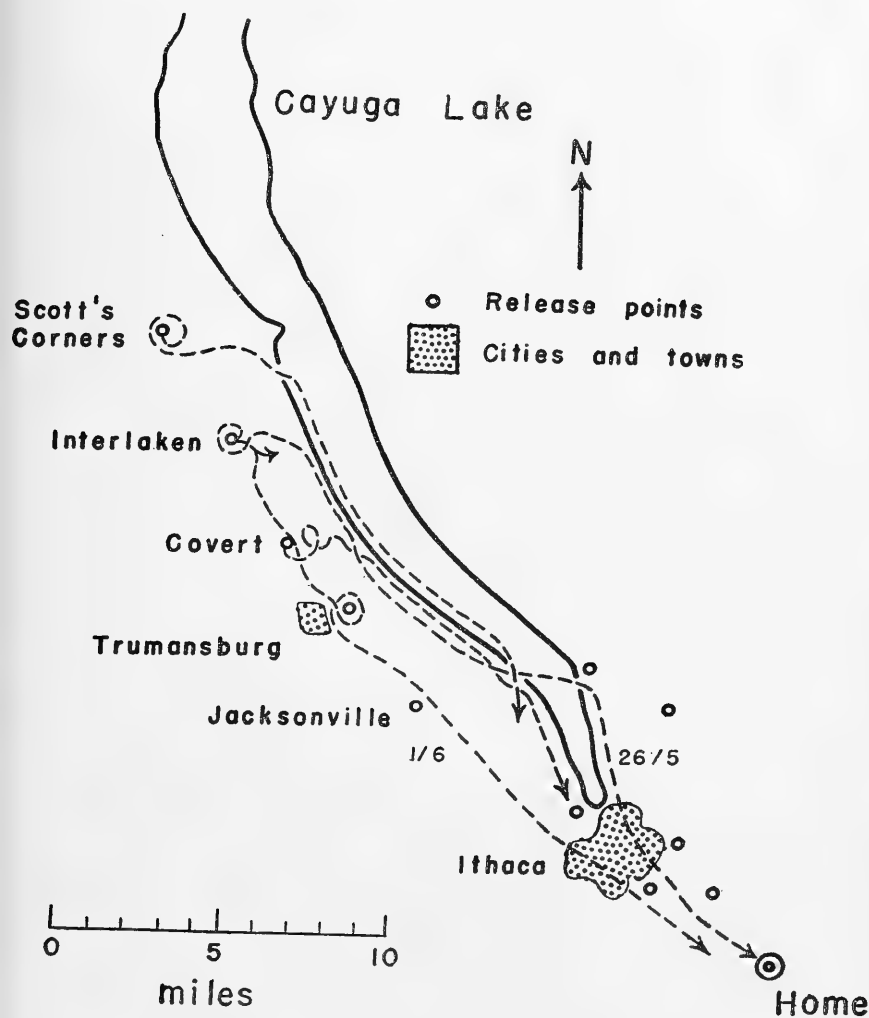 Cayuga Lake
N
Release points
Cities and towns
Scott's
Corners
Interlaken
Covert
Trumansburg
Jacksonville
1/6
26/5
Ithaca
0 5 10
miles
Home